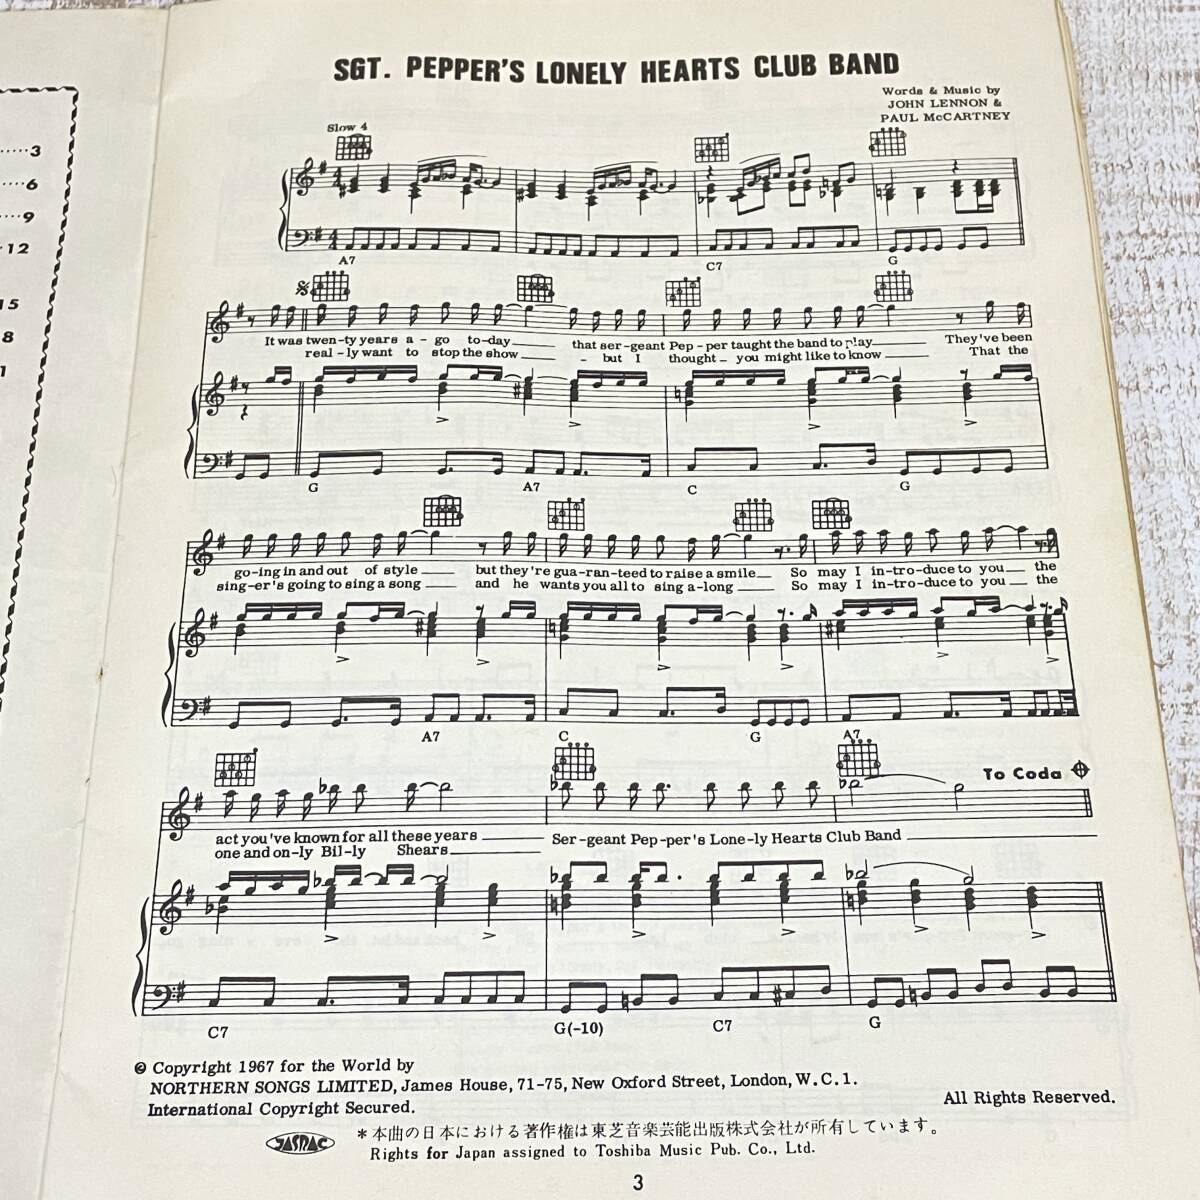 ·····3
····6
···9
··12
15
8
1
SGT. PEPPER'S LONELY HEARTS CLUB BAND
Words & Music by
JOHN LENNON &
PAUL McCARTNEY
Slow 4
A7 C7 G
It was twen-ty years a - go to-day that ser-geant Pep-per taught the band to play They've been
real-ly want to stop the show - but I thought you might like to know That the
G A7 C G
go-ing in and out of style but they're gua-ran-teed to raise a smile So may I in-tro-duce to you the
sing-er's going to sing a song and he wants you all to sing a-long So may I in-tro-duce to you the
A7 C G A7
To Coda
act you've known for all these years Ser-geant Pep-per's Lone-ly Hearts Club Band
one and on-ly Bil-ly Shears
C7 G(-10) C7 G
© Copyright 1967 for the World by
NORTHERN SONGS LIMITED, James House, 71-75, New Oxford Street, London, W.C.1.
International Copyright Secured. All Rights Reserved.
JASRAC
*本曲の日本における著作権は東芝音楽芸能出版株式会社が所有しています。
Rights for Japan assigned to Toshiba Music Pub. Co., Ltd.
3